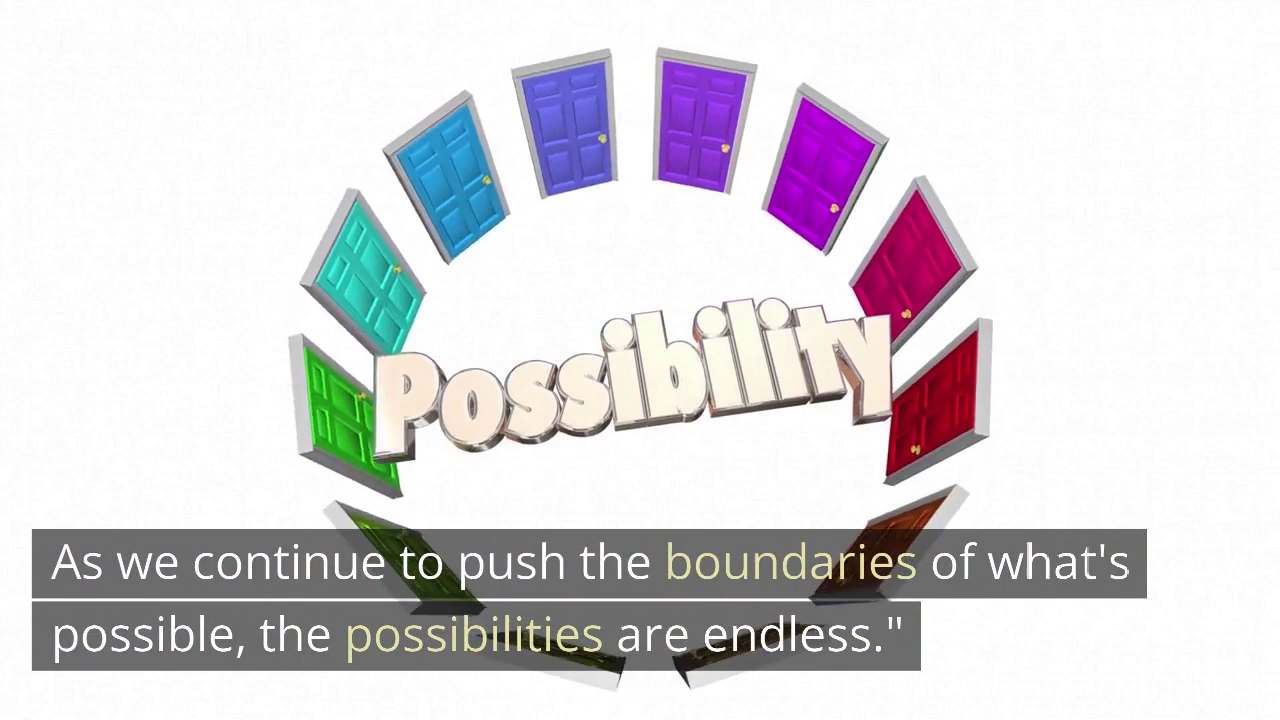 Possibility
As we continue to push the boundaries of what's
possible, the possibilities are endless."